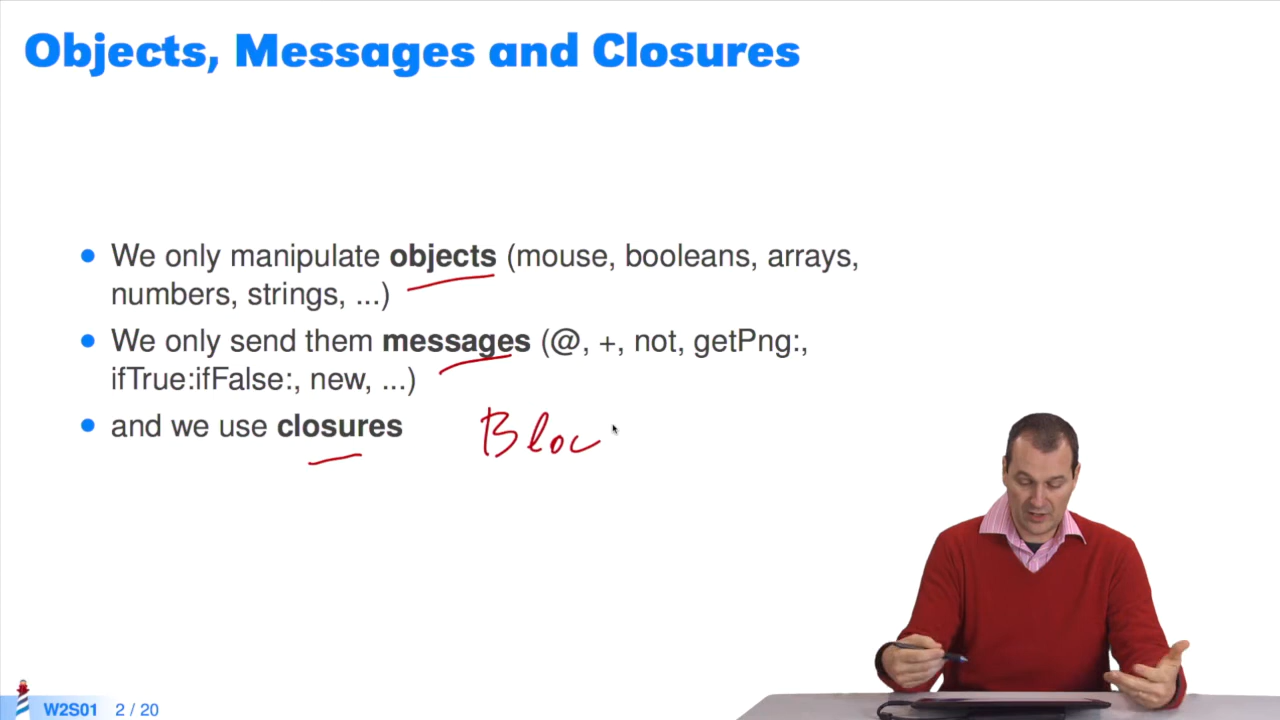 Objects, Messages and Closures
We only manipulate objects (mouse, booleans, arrays,
numbers, strings, ...)
We only send them messages (@, +, not, getPng:,
ifTrue:ifFalse:, new, ...)
and we use closures
Bloc
W2S01 2 / 20